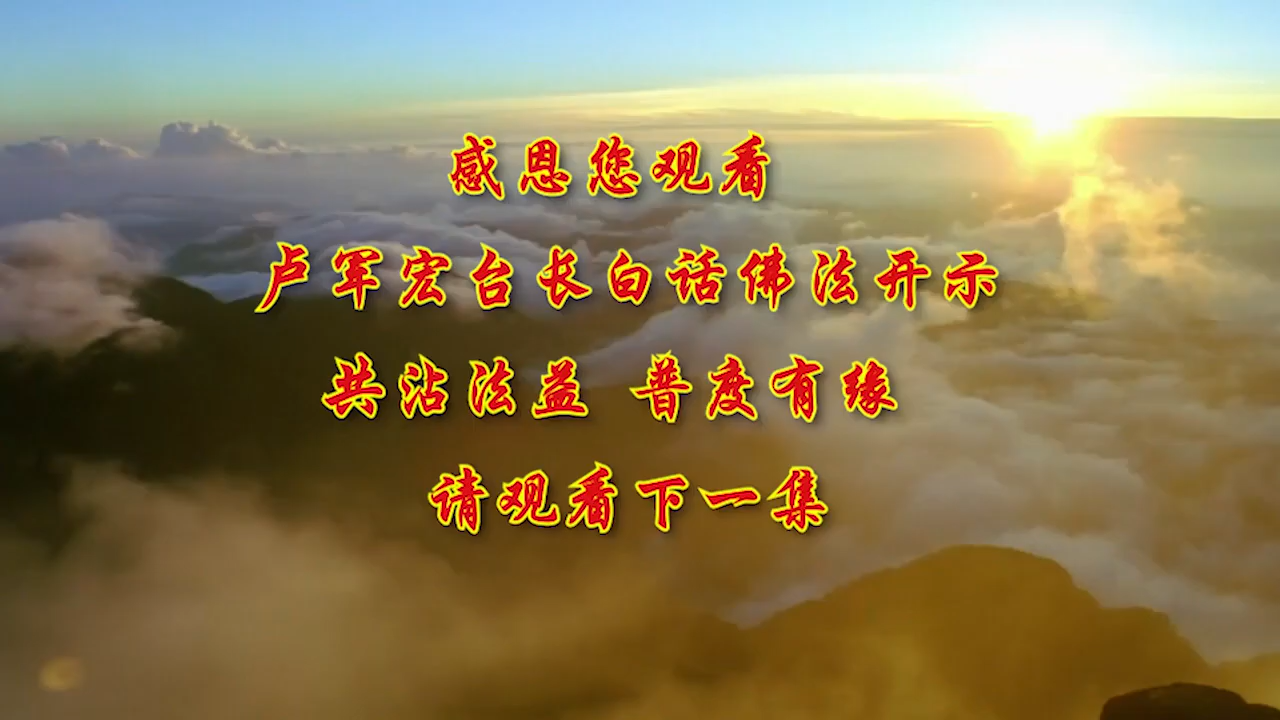 感恩您观看
卢军宏台长白话佛法开示
共沾法益 普度有缘
请观看下一集